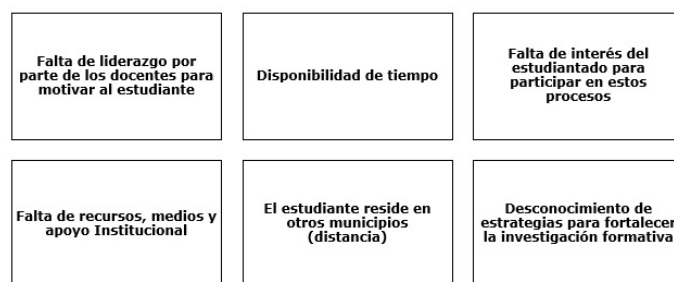 Falta de liderazgo por
parte de los docentes para
motivar al estudiante
Disponibilidad de tiempo
Falta de interés del
estudiantado para
participar en estos
procesos
Falta de recursos, medios y
apoyo Institucional
El estudiante reside en
otros municipios
(distancia)
Desconocimiento de
estrategias para fortalecer
la investigación formativa